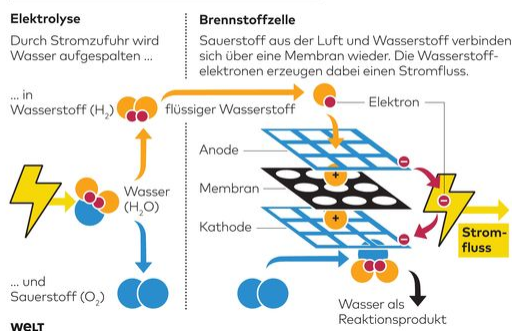 Elektrolyse
Durch Stromzufuhr wird
Wasser aufgespalten ...
... in
Wasserstoff (H₂)
Wasser
(H₂O)
... und
Sauerstoff (O₂)
Brennstoffzelle
Sauerstoff aus der Luft und Wasserstoff verbinden
sich über eine Membran wieder. Die Wasserstoff-
elektronen erzeugen dabei einen Stromfluss.
flüssiger Wasserstoff
Elektron
Anode
Membran
Kathode
+
+
−
−
−
Strom-
fluss
Wasser als
Reaktionsprodukt
WELT